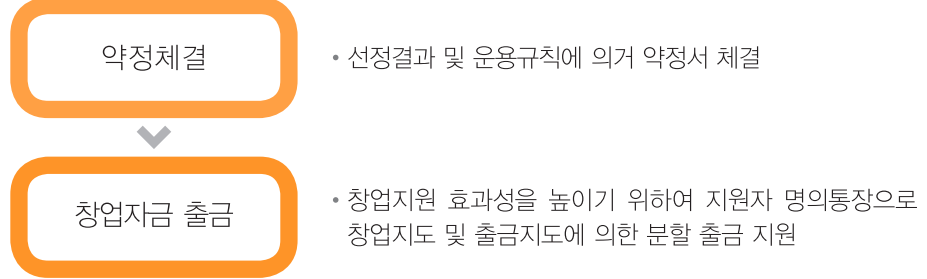 약정체결
• 선정결과 및 운용규칙에 의거 약정서 체결
창업자금 출금
• 창업지원 효과성을 높이기 위하여 지원자 명의통장으로
창업지도 및 출금지도에 의한 분할 출금 지원